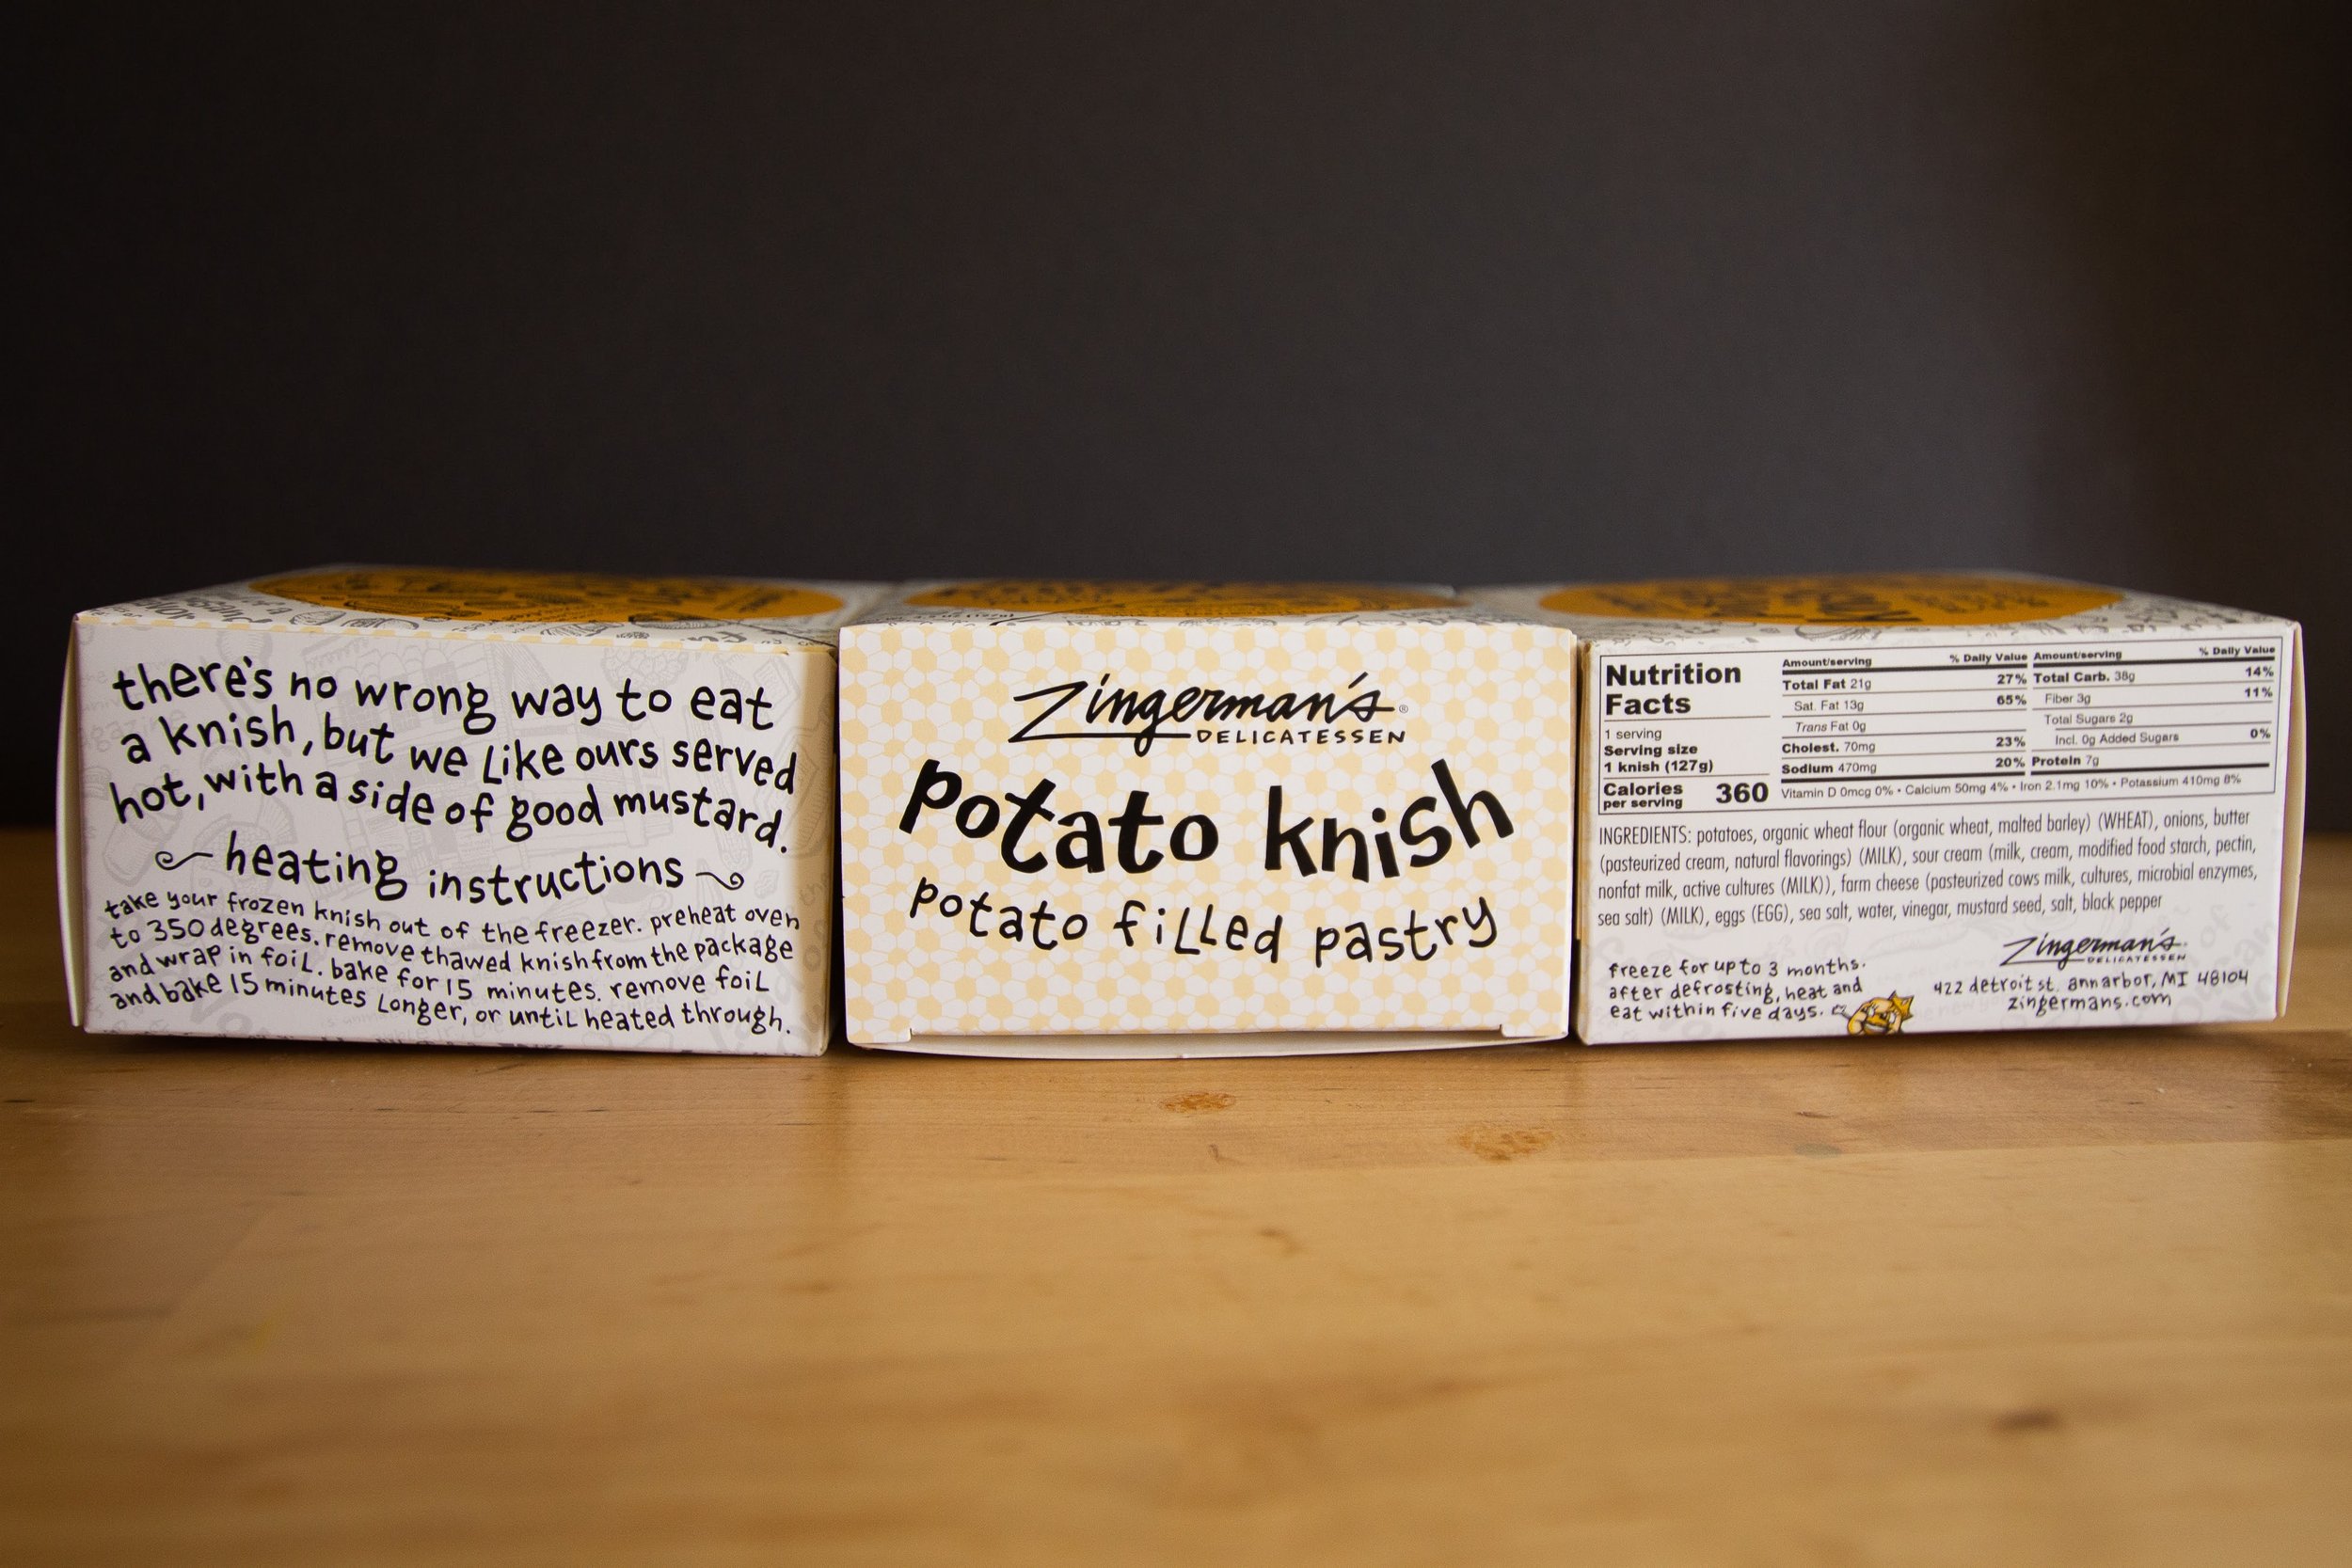 there's no wrong way to eat
a knish, but we like ours served
hot, with a side of good mustard.
heating instructions
take your frozen knish out of the freezer. preheat oven
to 350 degrees. remove thawed knish from the package
and wrap in foil. bake for 15 minutes. remove foil
and bake 15 minutes longer, or until heated through.
Zingerman's®
DELICATESSEN
potato knish
potato filled pastry
Nutrition
Facts
1 serving
Serving size
1 knish (127g)
Calories
per serving 360
Amount/serving % Daily Value
Total Fat 21g 27%
Sat. Fat 13g 65%
Trans Fat 0g
Cholest. 70mg 23%
Sodium 470mg 20%
Amount/serving % Daily Value
Total Carb. 38g 14%
Fiber 3g 11%
Total Sugars 2g
Incl. 0g Added Sugars 0%
Protein 7g
Vitamin D 0mcg 0% • Calcium 50mg 4% • Iron 2.1mg 10% • Potassium 410mg 8%
INGREDIENTS: potatoes, organic wheat flour (organic wheat, malted barley) (WHEAT), onions, butter
(pasteurized cream, natural flavorings) (MILK), sour cream (milk, cream, modified food starch, pectin,
nonfat milk, active cultures (MILK)), farm cheese (pasteurized cows milk, cultures, microbial enzymes,
sea salt) (MILK), eggs (EGG), sea salt, water, vinegar, mustard seed, salt, black pepper
freeze for up to 3 months.
after defrosting, heat and
eat within five days.
Zingerman's
DELICATESSEN
422 detroit st. ann arbor, MI 48104
zingermans.com